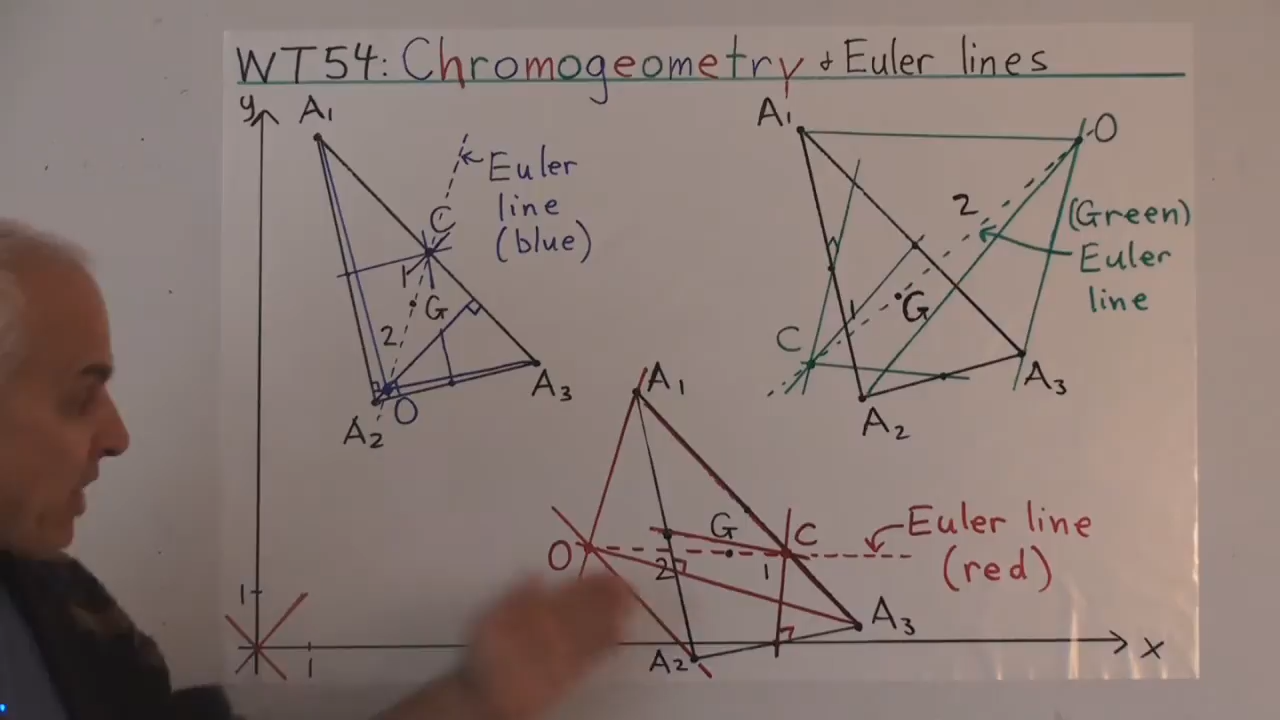 WT54: Chromogeometry & Euler lines
y
A1
Euler
line
(blue)
C
1
G
2
A3
A2
O
A1
O
2
(Green)
Euler
line
1
G
C
A3
A2
A1
G
C
Euler line
(red)
O
2
1
A3
A2
1
1
x